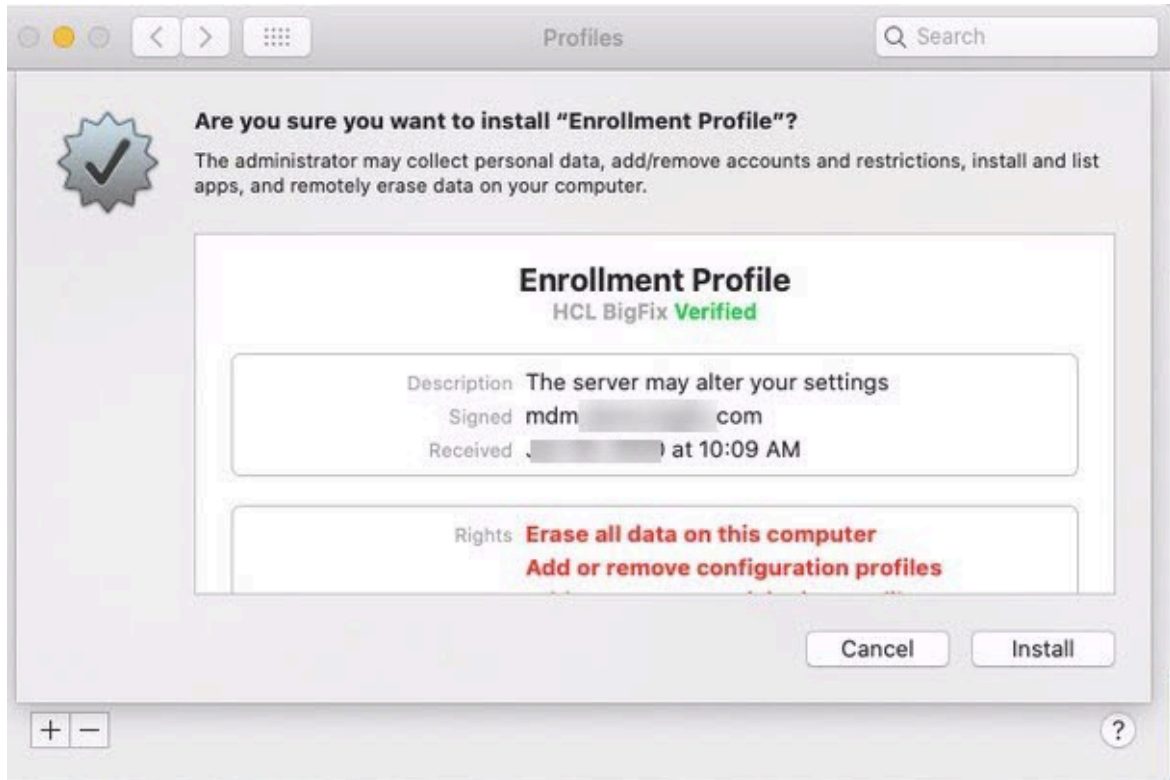 Profiles
Search
Are you sure you want to install “Enrollment Profile”?
The administrator may collect personal data, add/remove accounts and restrictions, install and list
apps, and remotely erase data on your computer.
Enrollment Profile
HCL BigFix Verified
Description The server may alter your settings
Signed mdm com
Received at 10:09 AM
Rights Erase all data on this computer
Add or remove configuration profiles
Cancel
Install
?